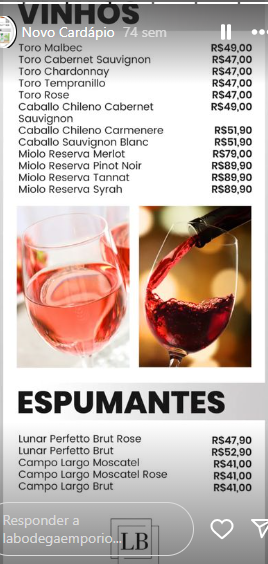 VINHOS
Novo Cardápio 74 sem
Toro Malbec R$49,00
Toro Cabernet Sauvignon R$47,00
Toro Chardonnay R$47,00
Toro Tempranillo R$47,00
Toro Rose R$47,00
Caballo Chileno Cabernet R$49,00
Sauvignon
Caballo Chileno Carmenere R$51,90
Caballo Sauvignon Blanc R$51,90
Miolo Reserva Merlot R$79,00
Miolo Reserva Pinot Noir R$89,90
Miolo Reserva Tannat R$89,90
Miolo Reserva Syrah R$89,90
ESPUMANTES
Lunar Perfetto Brut Rose R$47,90
Lunar Perfetto Brut R$52,90
Campo Largo Moscatel R$41,00
Campo Largo Moscatel Rose R$41,00
Campo Largo Brut R$41,00
Responder a
labodegaemporio...
LB